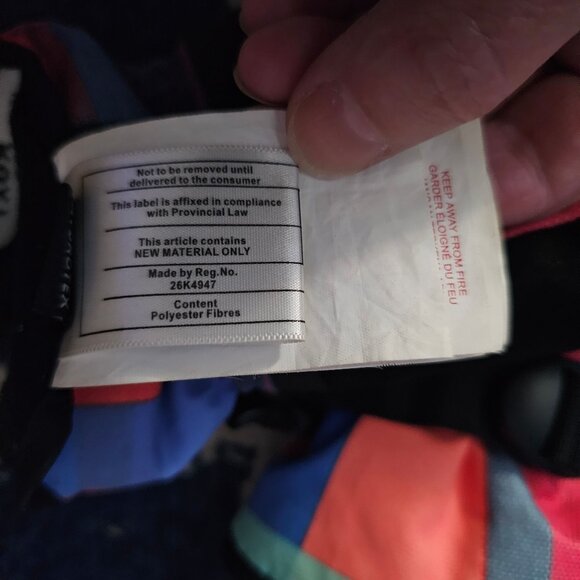 Not to be removed until
delivered to the consumer
This label is affixed in compliance
with Provincial Law
This article contains
NEW MATERIAL ONLY
Made by Reg.No.
26K4947
Content
Polyester Fibres
KEEP AWAY FROM FIRE
GARDER ÉLOIGNÉ DU FEU